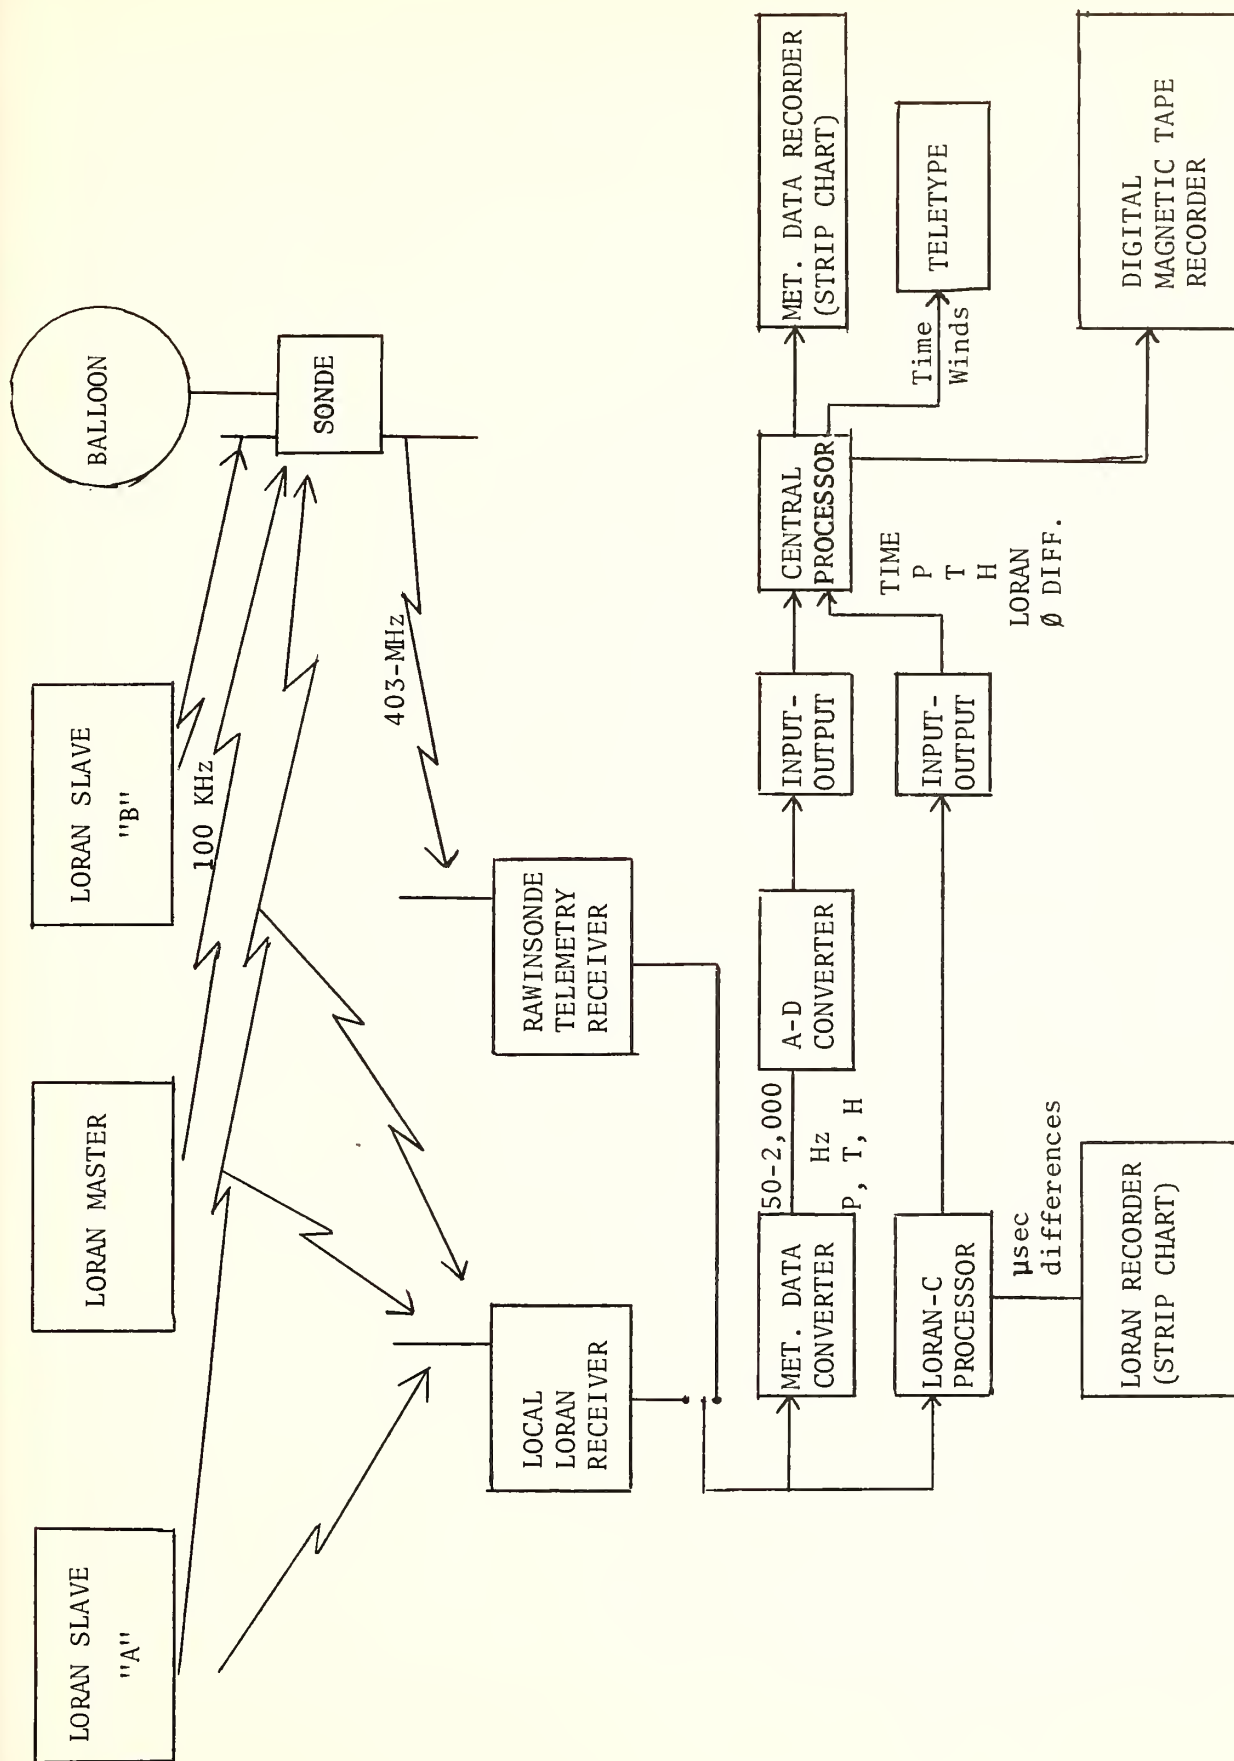 LORAN SLAVE
"A"
LORAN MASTER
LORAN SLAVE
"B"
BALLOON
100 KHz
SONDE
403-MHz
LOCAL
LORAN
RECEIVER
RAWINSONDE
TELEMETRY
RECEIVER
MET. DATA
CONVERTER
50-2,000
Hz
P, T, H
A-D
CONVERTER
INPUT-
OUTPUT
CENTRAL
PROCESSOR
MET. DATA RECORDER
(STRIP CHART)
LORAN-C
PROCESSOR
INPUT-
OUTPUT
TIME
P
T
H
LORAN
Ø DIFF.
Time
Winds
TELETYPE
µsec
differences
LORAN RECORDER
(STRIP CHART)
DIGITAL
MAGNETIC TAPE
RECORDER